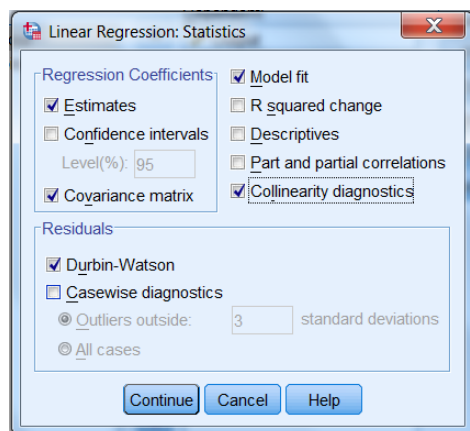 Linear Regression: Statistics
Regression Coefficients
Estimates
Confidence intervals
Level(%): 95
Covariance matrix
Model fit
R squared change
Descriptives
Part and partial correlations
Collinearity diagnostics
Residuals
Durbin-Watson
Casewise diagnostics
Outliers outside: 3 standard deviations
All cases
Continue Cancel Help